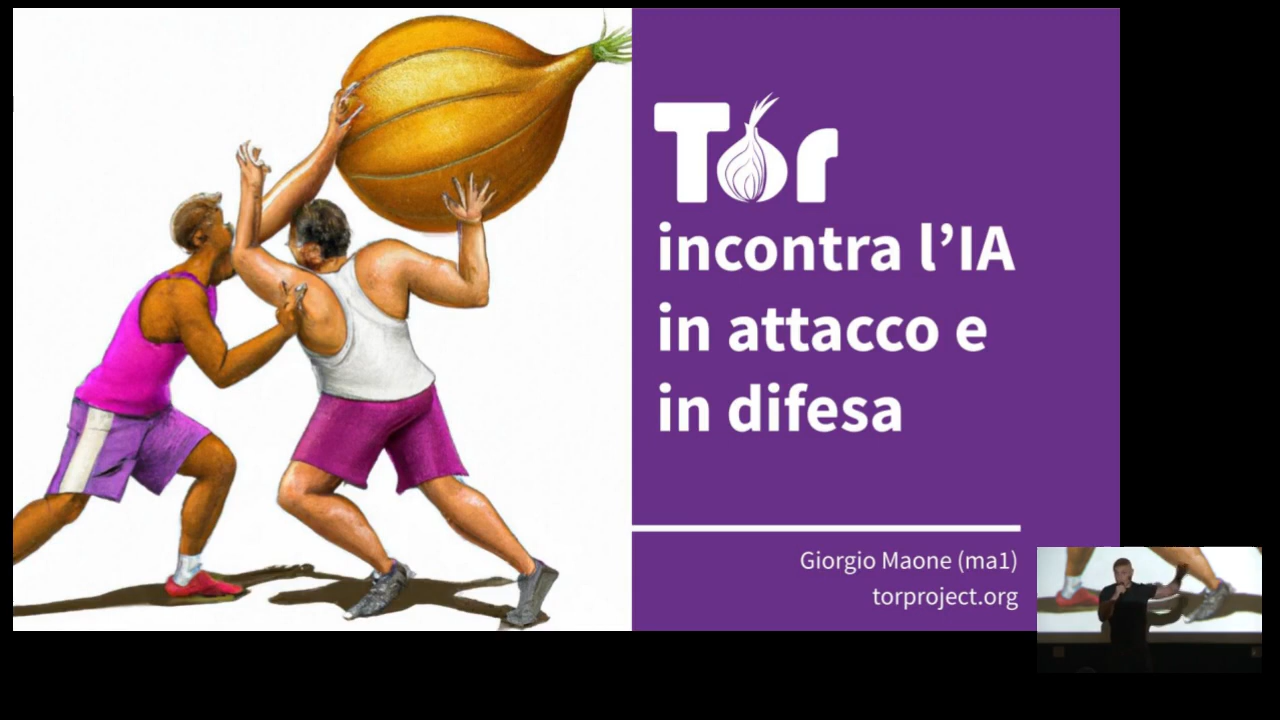 Tor
incontra l’IA
in attacco e
in difesa
Giorgio Maone (ma1)
torproject.org